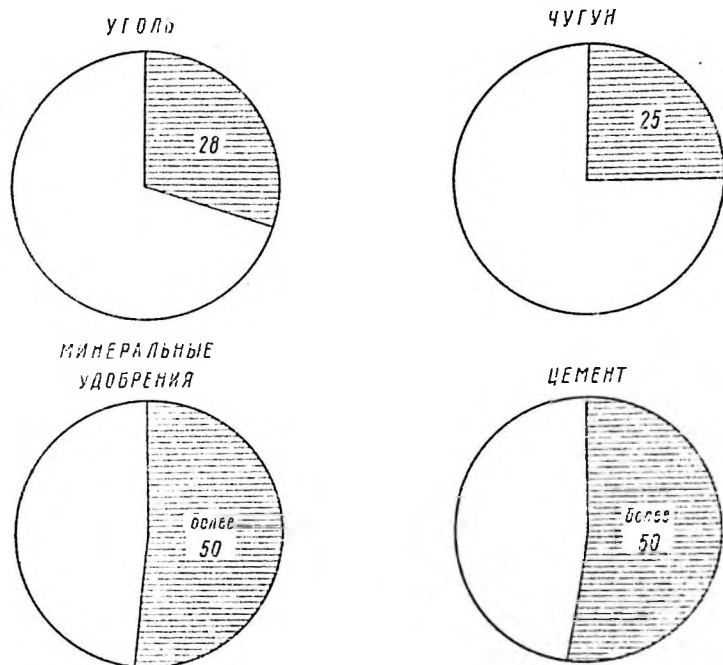 УГОЛЬ
28
ЧУГУН
25
МИНЕРАЛЬНЫЕ
УДОБРЕНИЯ
более
50
ЦЕМЕНТ
более
50